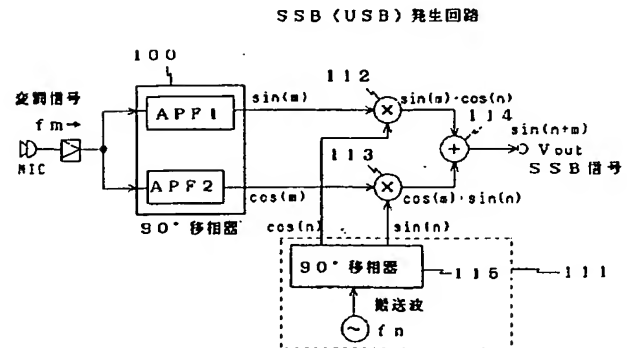 SSB(USB)発生回路
100
変調信号
fm→
MIC
APF1
APF2
90°移相器
sin(m)
cos(m)
112
113
sin(m)・cos(n)
114
cos(m)・sin(n)
sin(n+m)
Vout
SSB信号
cos(n)
sin(n)
90°移相器
115
111
搬送波
fn